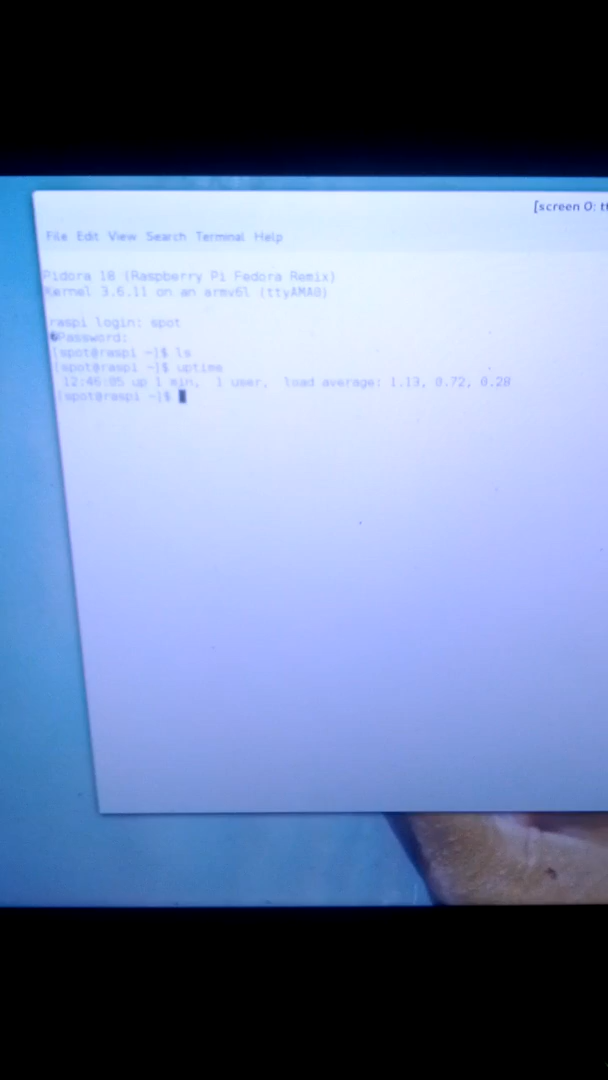 [screen 0: tt
File Edit View Search Terminal Help
Pidora 18 (Raspberry Pi Fedora Remix)
Kernel 3.6.11 on an armv6l (ttyAMA0)
raspi login: spot
�Password:
[spot@raspi ~]$ ls
[spot@raspi ~]$ uptime
12:46:05 up 1 min,  1 user,  load average: 1.13, 0.72, 0.28
[spot@raspi ~]$